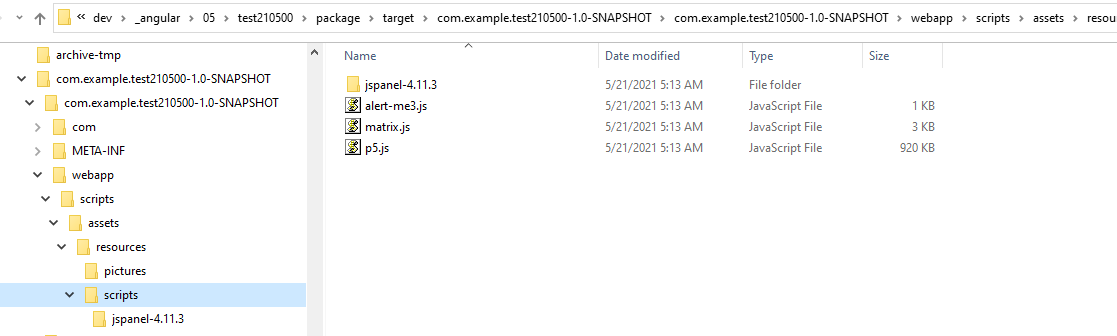 « dev › _angular › 05 › test210500 › package › target › com.example.test210500-1.0-SNAPSHOT › com.example.test210500-1.0-SNAPSHOT › webapp › scripts › assets › resou
archive-tmp
com.example.test210500-1.0-SNAPSHOT
com.example.test210500-1.0-SNAPSHOT
com
META-INF
webapp
scripts
assets
resources
pictures
scripts
jspanel-4.11.3
Name Date modified Type Size
jspanel-4.11.3 5/21/2021 5:13 AM File folder
alert-me3.js 5/21/2021 5:13 AM JavaScript File 1 KB
matrix.js 5/21/2021 5:13 AM JavaScript File 3 KB
p5.js 5/21/2021 5:13 AM JavaScript File 920 KB